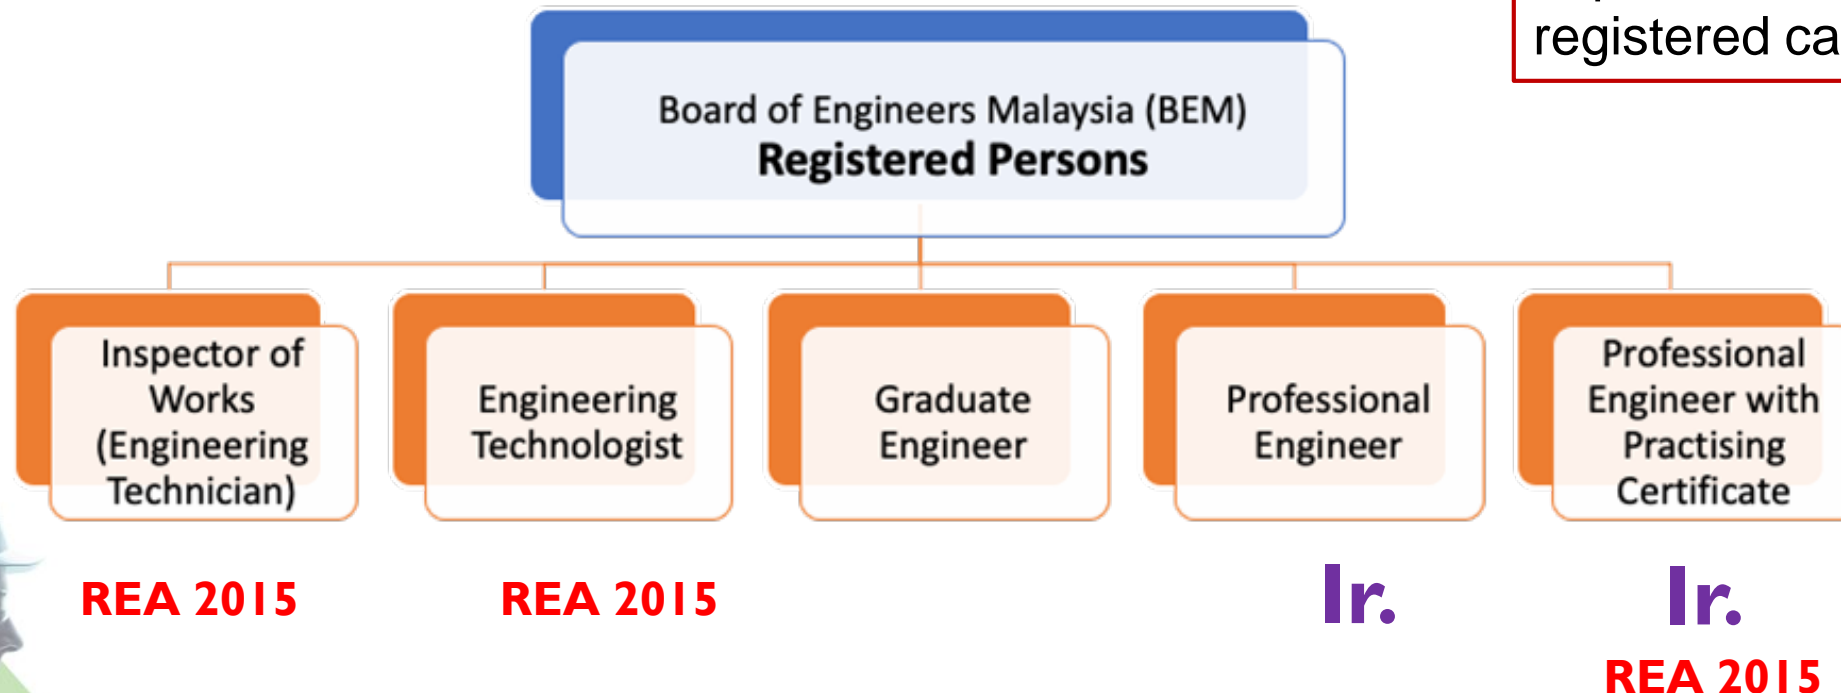 registered ca
Board of Engineers Malaysia (BEM)
Registered Persons
Inspector of
Works
(Engineering
Technician)
Engineering
Technologist
Graduate
Engineer
Professional
Engineer
Professional
Engineer with
Practising
Certificate
REA 2015
REA 2015
Ir.
Ir.
REA 2015